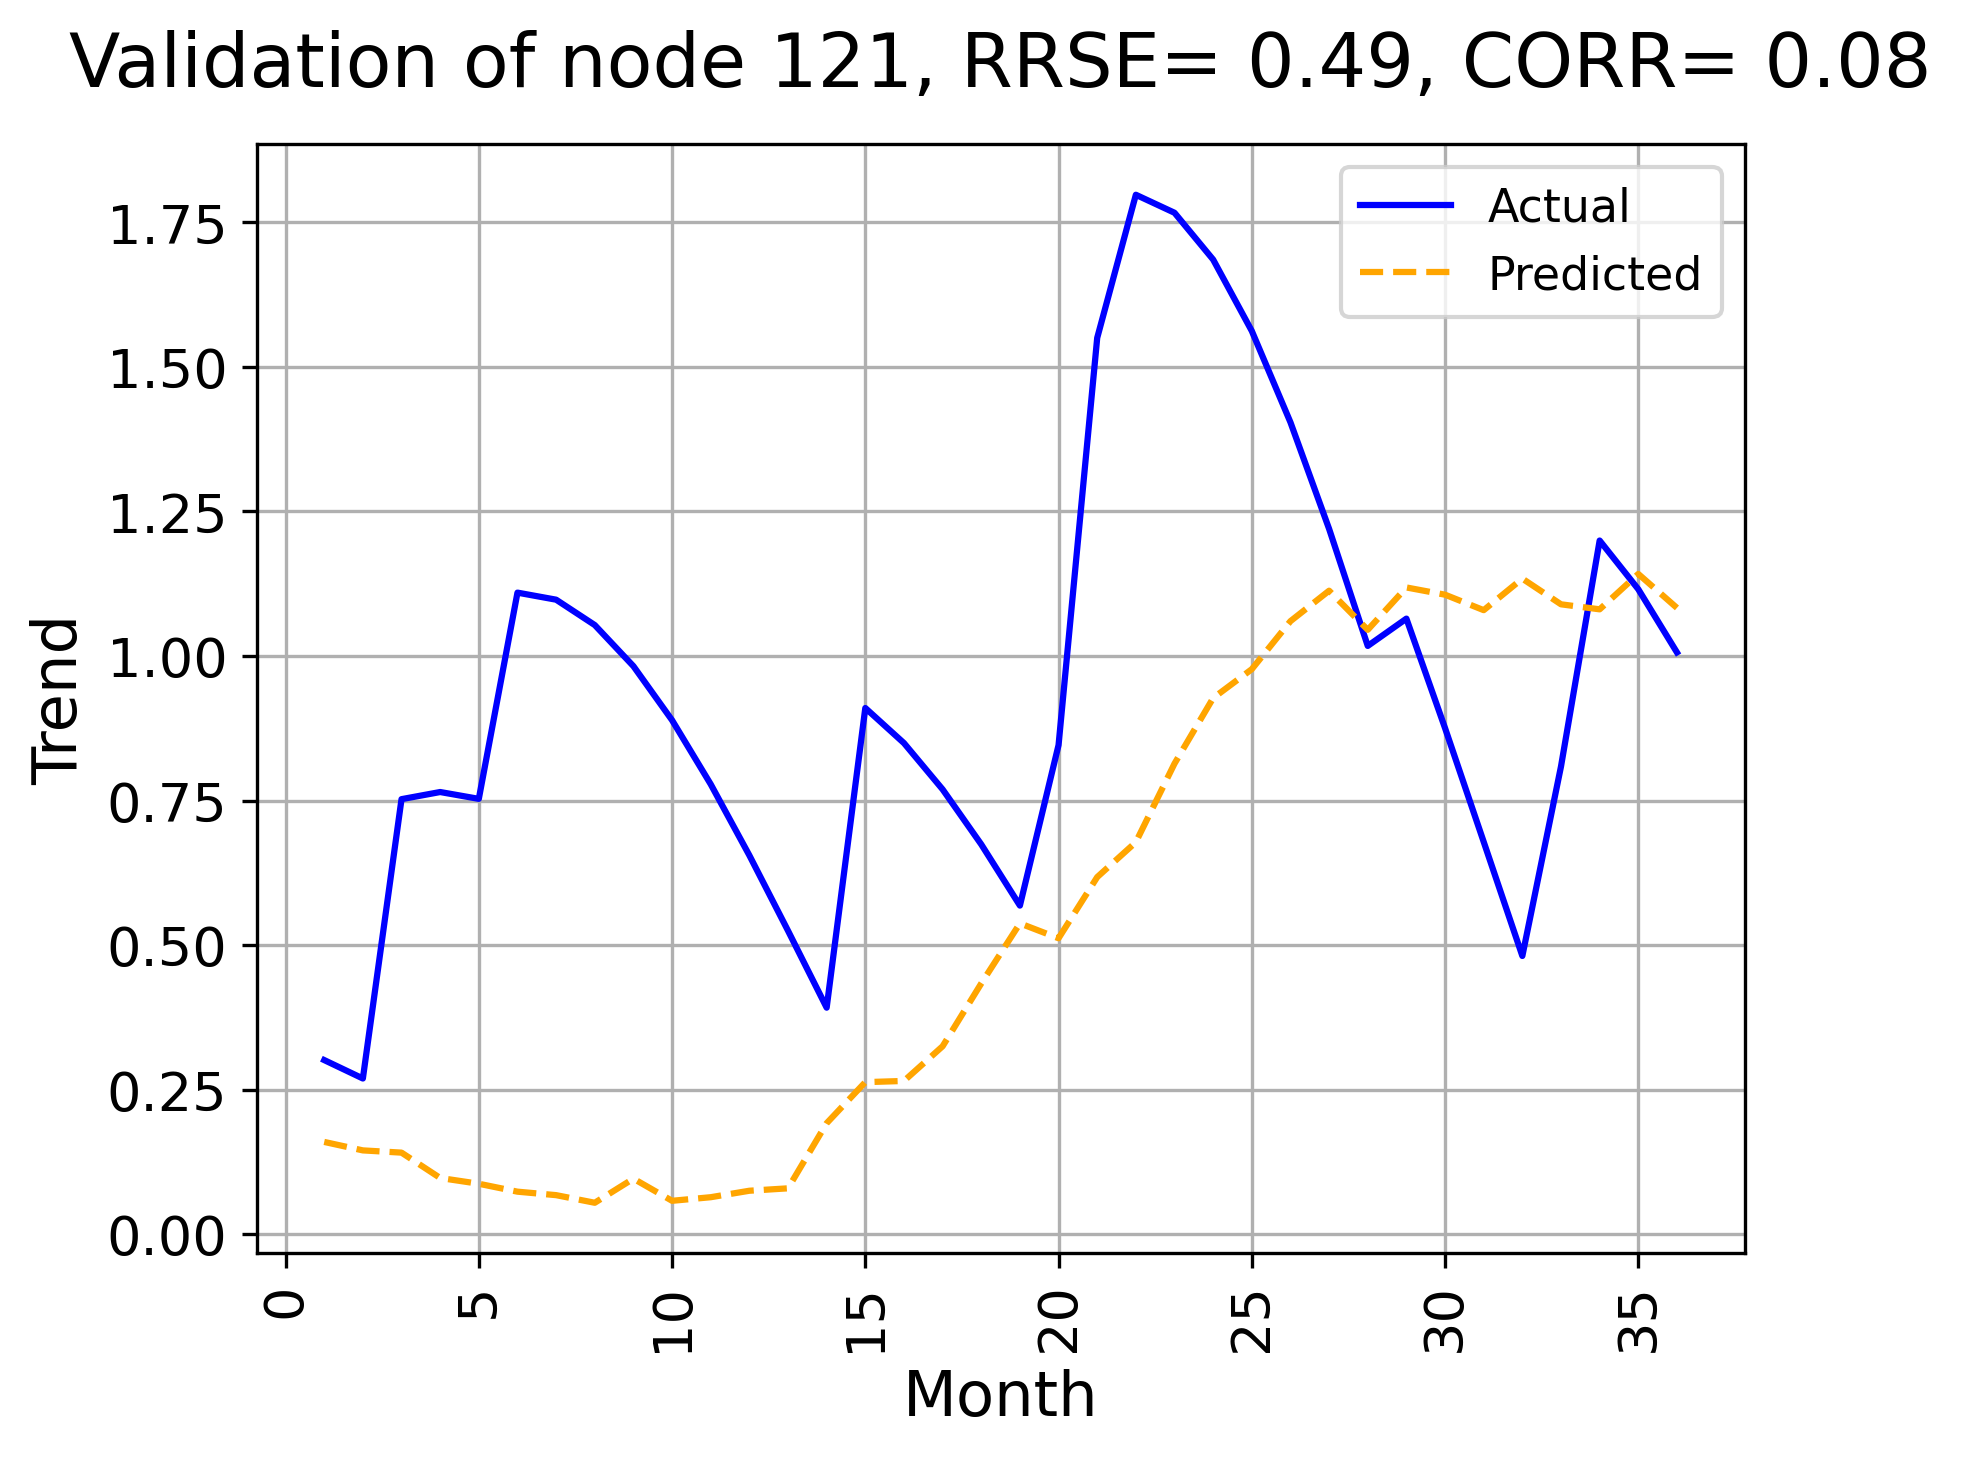 Validation of node 121, RRSE= 0.49, CORR= 0.08
Actual
Predicted
1.75
1.50
1.25
1.00
0.75
0.50
0.25
0.00
Trend
0 5 10 15 20 25 30 35
Month